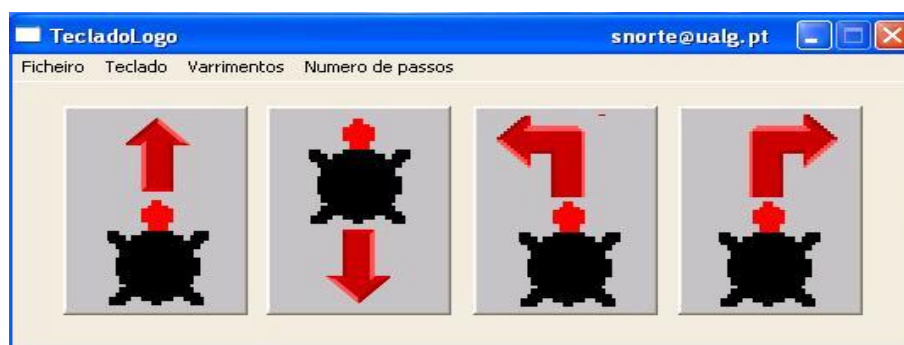 TecladoLogo snorte@ualg.pt
Ficheiro Teclado Varrimentos Numero de passos